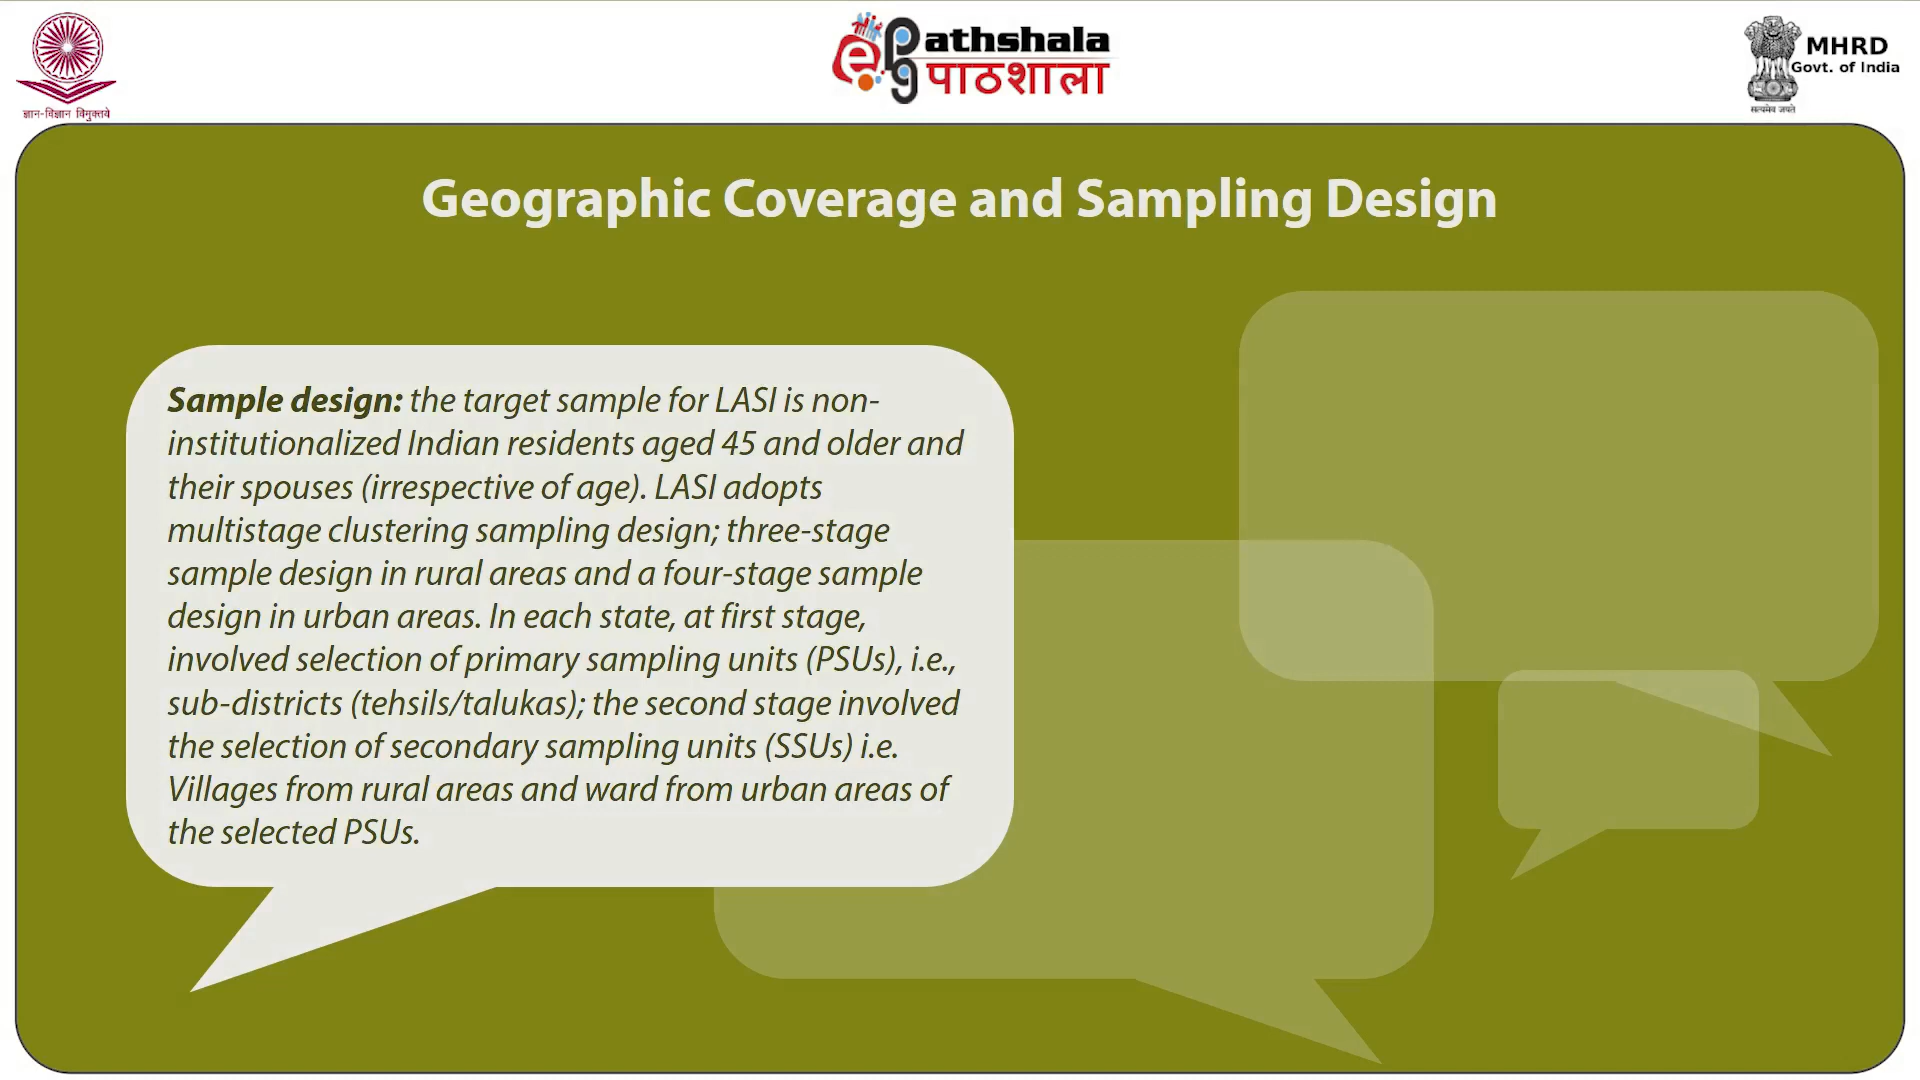 ज्ञान-विज्ञान विमुक्तये
e PG athshala
पाठशाला
MHRD
Govt. of India
सत्यमेव जयते
Geographic Coverage and Sampling Design
Sample design: the target sample for LASI is non-
institutionalized Indian residents aged 45 and older and
their spouses (irrespective of age). LASI adopts
multistage clustering sampling design; three-stage
sample design in rural areas and a four-stage sample
design in urban areas. In each state, at first stage,
involved selection of primary sampling units (PSUs), i.e.,
sub-districts (tehsils/talukas); the second stage involved
the selection of secondary sampling units (SSUs) i.e.
Villages from rural areas and ward from urban areas of
the selected PSUs.